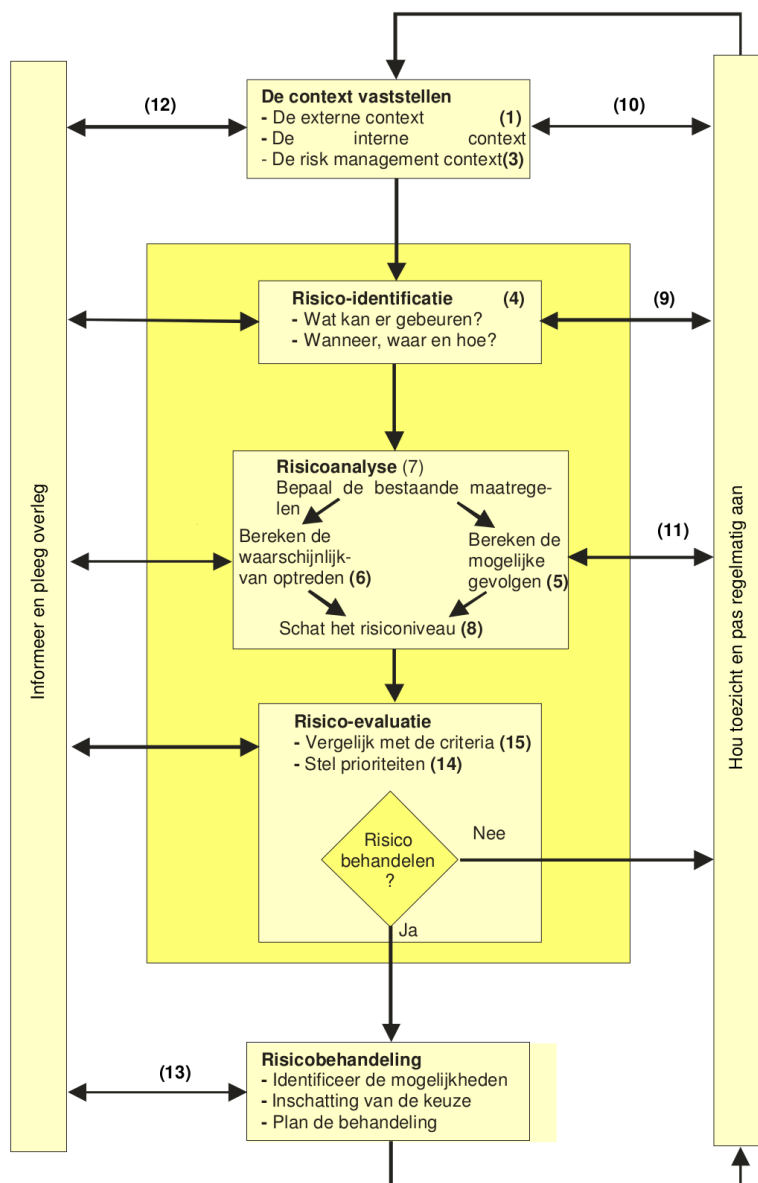 (12)
De context vaststellen
- De externe context (1)
- De interne context
- De risk management context(3)
(10)
Risico-identificatie (4)
- Wat kan er gebeuren?
- Wanneer, waar en hoe?
(9)
Risicoanalyse (7)
Bepaal de bestaande maatrege-
len
Bereken de
waarschijnlijk-
van optreden (6)
Bereken de
mogelijke
gevolgen (5)
Schat het risiconiveau (8)
(11)
Risico-evaluatie
- Vergelijk met de criteria (15)
- Stel prioriteiten (14)
Risico
behandelen
?
Nee
Ja
Risicobehandeling
- Identificeer de mogelijkheden
- Inschatting van de keuze
- Plan de behandeling
(13)
Informeer en pleeg overleg
Hou toezicht en pas regelmatig aan